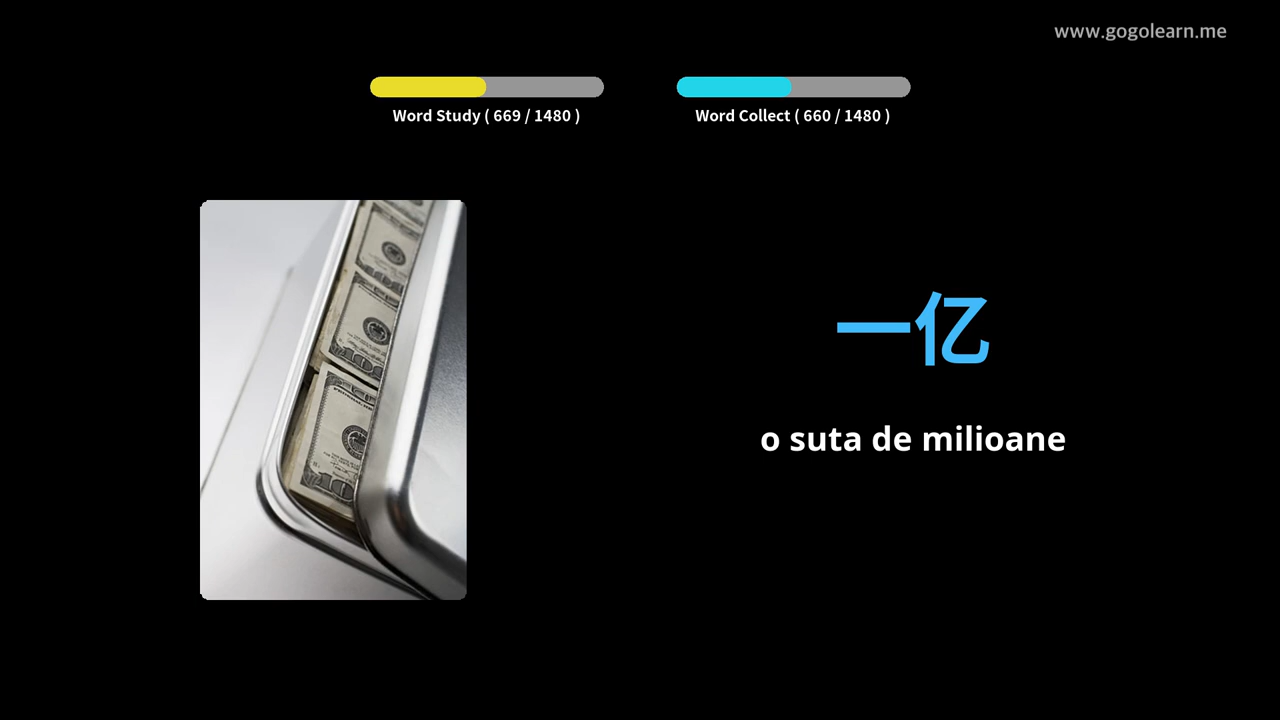 www.gogolearn.me
Word Study ( 669 / 1480 )
Word Collect ( 660 / 1480 )
一亿
o suta de milioane